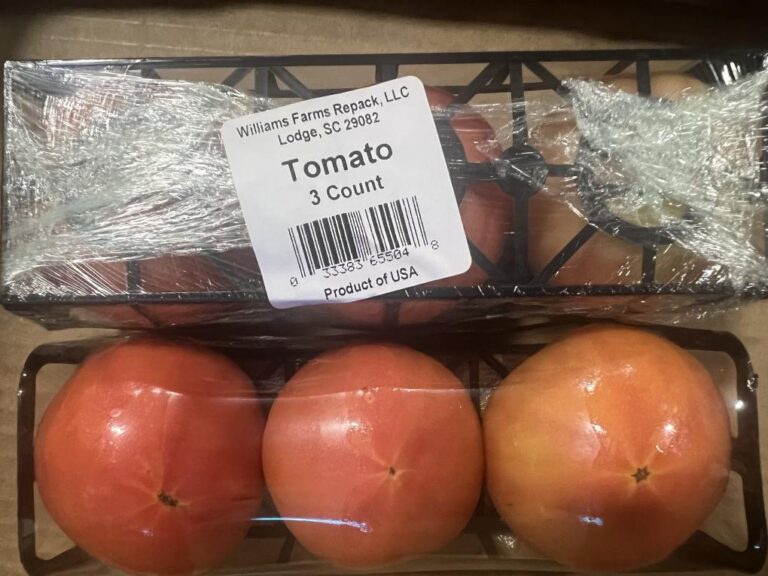 Williams Farms Repack, LLC
Lodge, SC 29082
Tomato
3 Count
0 33383 65504 8
Product of USA